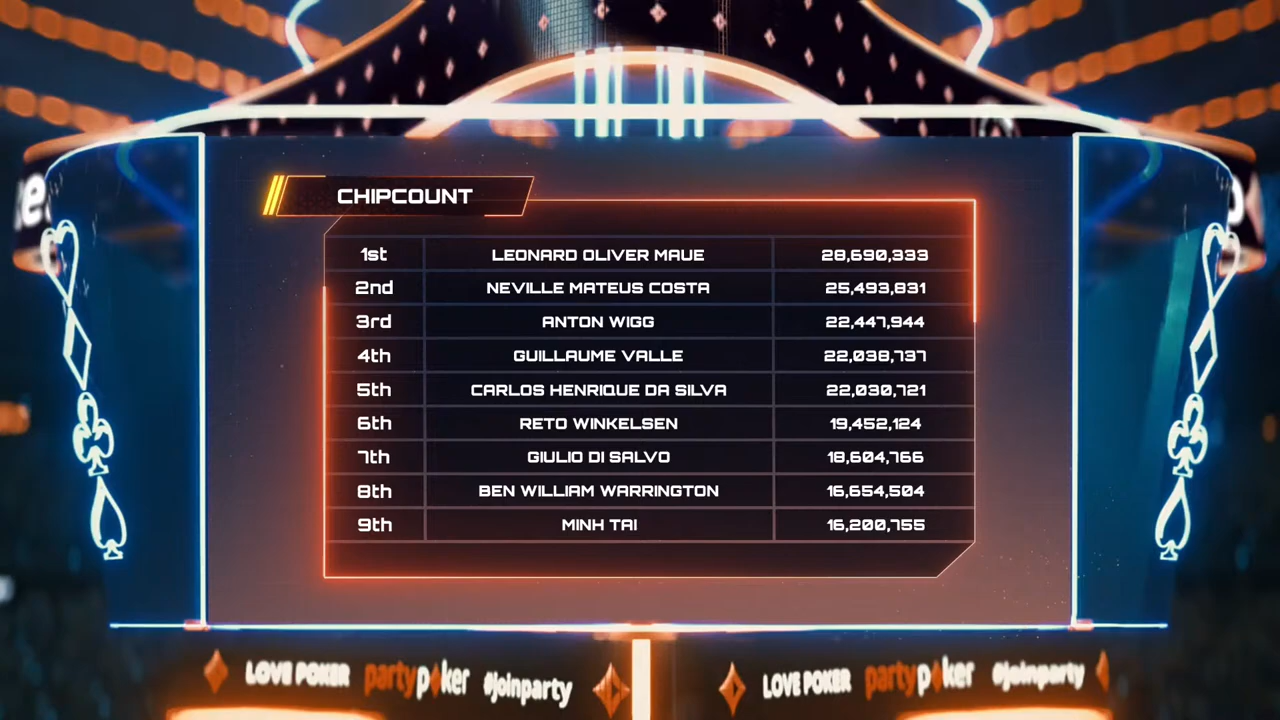 CHIPCOUNT
1st LEONARD OLIVER MAUE 28,690,333
2nd NEVILLE MATEUS COSTA 25,493,831
3rd ANTON WIGG 22,447,944
4th GUILLAUME VALLE 22,038,737
5th CARLOS HENRIQUE DA SILVA 22,030,721
6th RETO WINKELSEN 19,452,124
7th GIULIO DI SALVO 18,604,766
8th BEN WILLIAM WARRINGTON 16,654,504
9th MINH TAI 16,200,755
LOVE POKER partypoker #joinparty LOVE POKER partypoker #joinparty